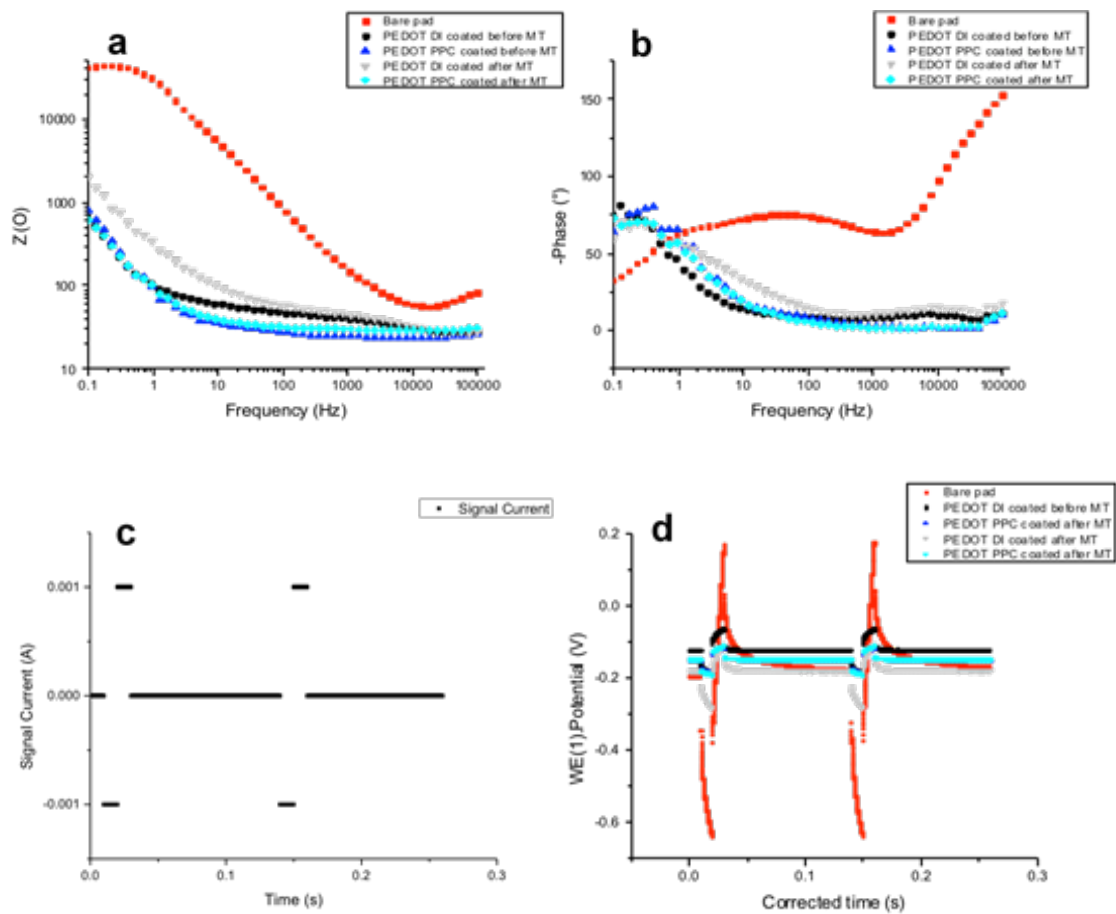 a
Bare pad
PEDOT DI coated before MT
PEDOT PPC coated before MT
PEDOT DI coated after MT
PEDOT PPC coated after MT
Z(O)
10000
1000
100
10
0.1 1 10 100 1000 10000 100000
Frequency (Hz)
b
Bare pad
PEDOT DI coated before MT
PEDOT PPC coated before MT
PEDOT DI coated after MT
PEDOT PPC coated after MT
-Phase (°)
150
100
50
0
0.1 1 10 100 1000 10000 100000
Frequency (Hz)
c
Signal Current
Signal Current (A)
0.001
0.000
-0.001
0.0 0.1 0.2 0.3
Time (s)
d
Bare pad
PEDOT DI coated before MT
PEDOT PPC coated after MT
PEDOT DI coated after MT
PEDOT PPC coated after MT
WE(1).Potential (V)
0.2
0.0
-0.2
-0.4
-0.6
0.0 0.1 0.2 0.3
Corrected time (s)